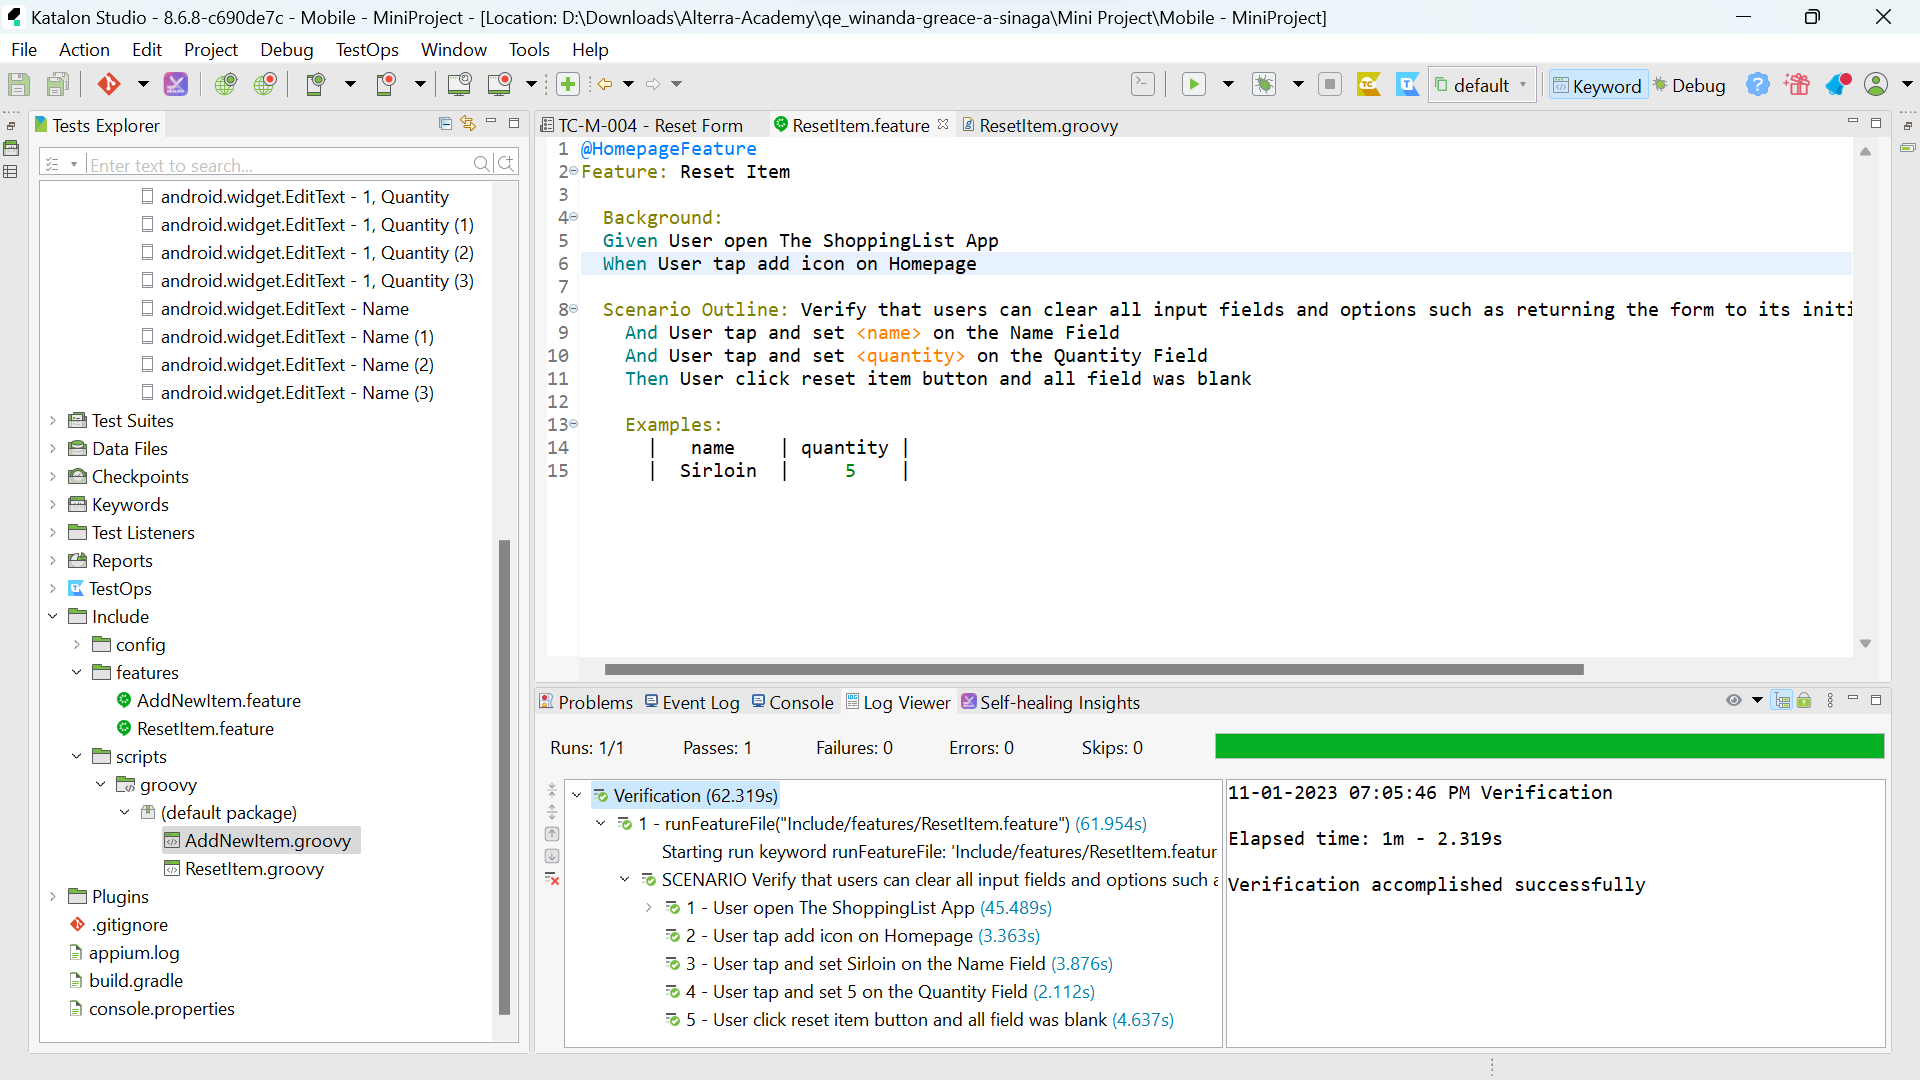 Katalon Studio - 8.6.8-c690de7c - Mobile - MiniProject - [Location: D:\Downloads\Alterra-Academy\qe_winanda-greace-a-sinaga\Mini Project\Mobile - MiniProject]
File Action Edit Project Debug TestOps Window Tools Help
default Keyword Debug
Tests Explorer
Enter text to search...
android.widget.EditText - 1, Quantity
android.widget.EditText - 1, Quantity (1)
android.widget.EditText - 1, Quantity (2)
android.widget.EditText - 1, Quantity (3)
android.widget.EditText - Name
android.widget.EditText - Name (1)
android.widget.EditText - Name (2)
android.widget.EditText - Name (3)
Test Suites
Data Files
Checkpoints
Keywords
Test Listeners
Reports
TestOps
Include
config
features
AddNewItem.feature
ResetItem.feature
scripts
groovy
(default package)
AddNewItem.groovy
ResetItem.groovy
Plugins
.gitignore
appium.log
build.gradle
console.properties
TC-M-004 - Reset Form ResetItem.feature ResetItem.groovy
1 @HomepageFeature
2 Feature: Reset Item
3
4 Background:
5 Given User open The ShoppingList App
6 When User tap add icon on Homepage
7
8 Scenario Outline: Verify that users can clear all input fields and options such as returning the form to its initi
9 And User tap and set <name> on the Name Field
10 And User tap and set <quantity> on the Quantity Field
11 Then User click reset item button and all field was blank
12
13 Examples:
14 | name | quantity |
15 | Sirloin | 5 |
Problems Event Log Console Log Viewer Self-healing Insights
Runs: 1/1 Passes: 1 Failures: 0 Errors: 0 Skips: 0
Verification (62.319s)
1 - runFeatureFile("Include/features/ResetItem.feature") (61.954s)
Starting run keyword runFeatureFile: 'Include/features/ResetItem.featur
SCENARIO Verify that users can clear all input fields and options such a
1 - User open The ShoppingList App (45.489s)
2 - User tap add icon on Homepage (3.363s)
3 - User tap and set Sirloin on the Name Field (3.876s)
4 - User tap and set 5 on the Quantity Field (2.112s)
5 - User click reset item button and all field was blank (4.637s)
11-01-2023 07:05:46 PM Verification
Elapsed time: 1m - 2.319s
Verification accomplished successfully